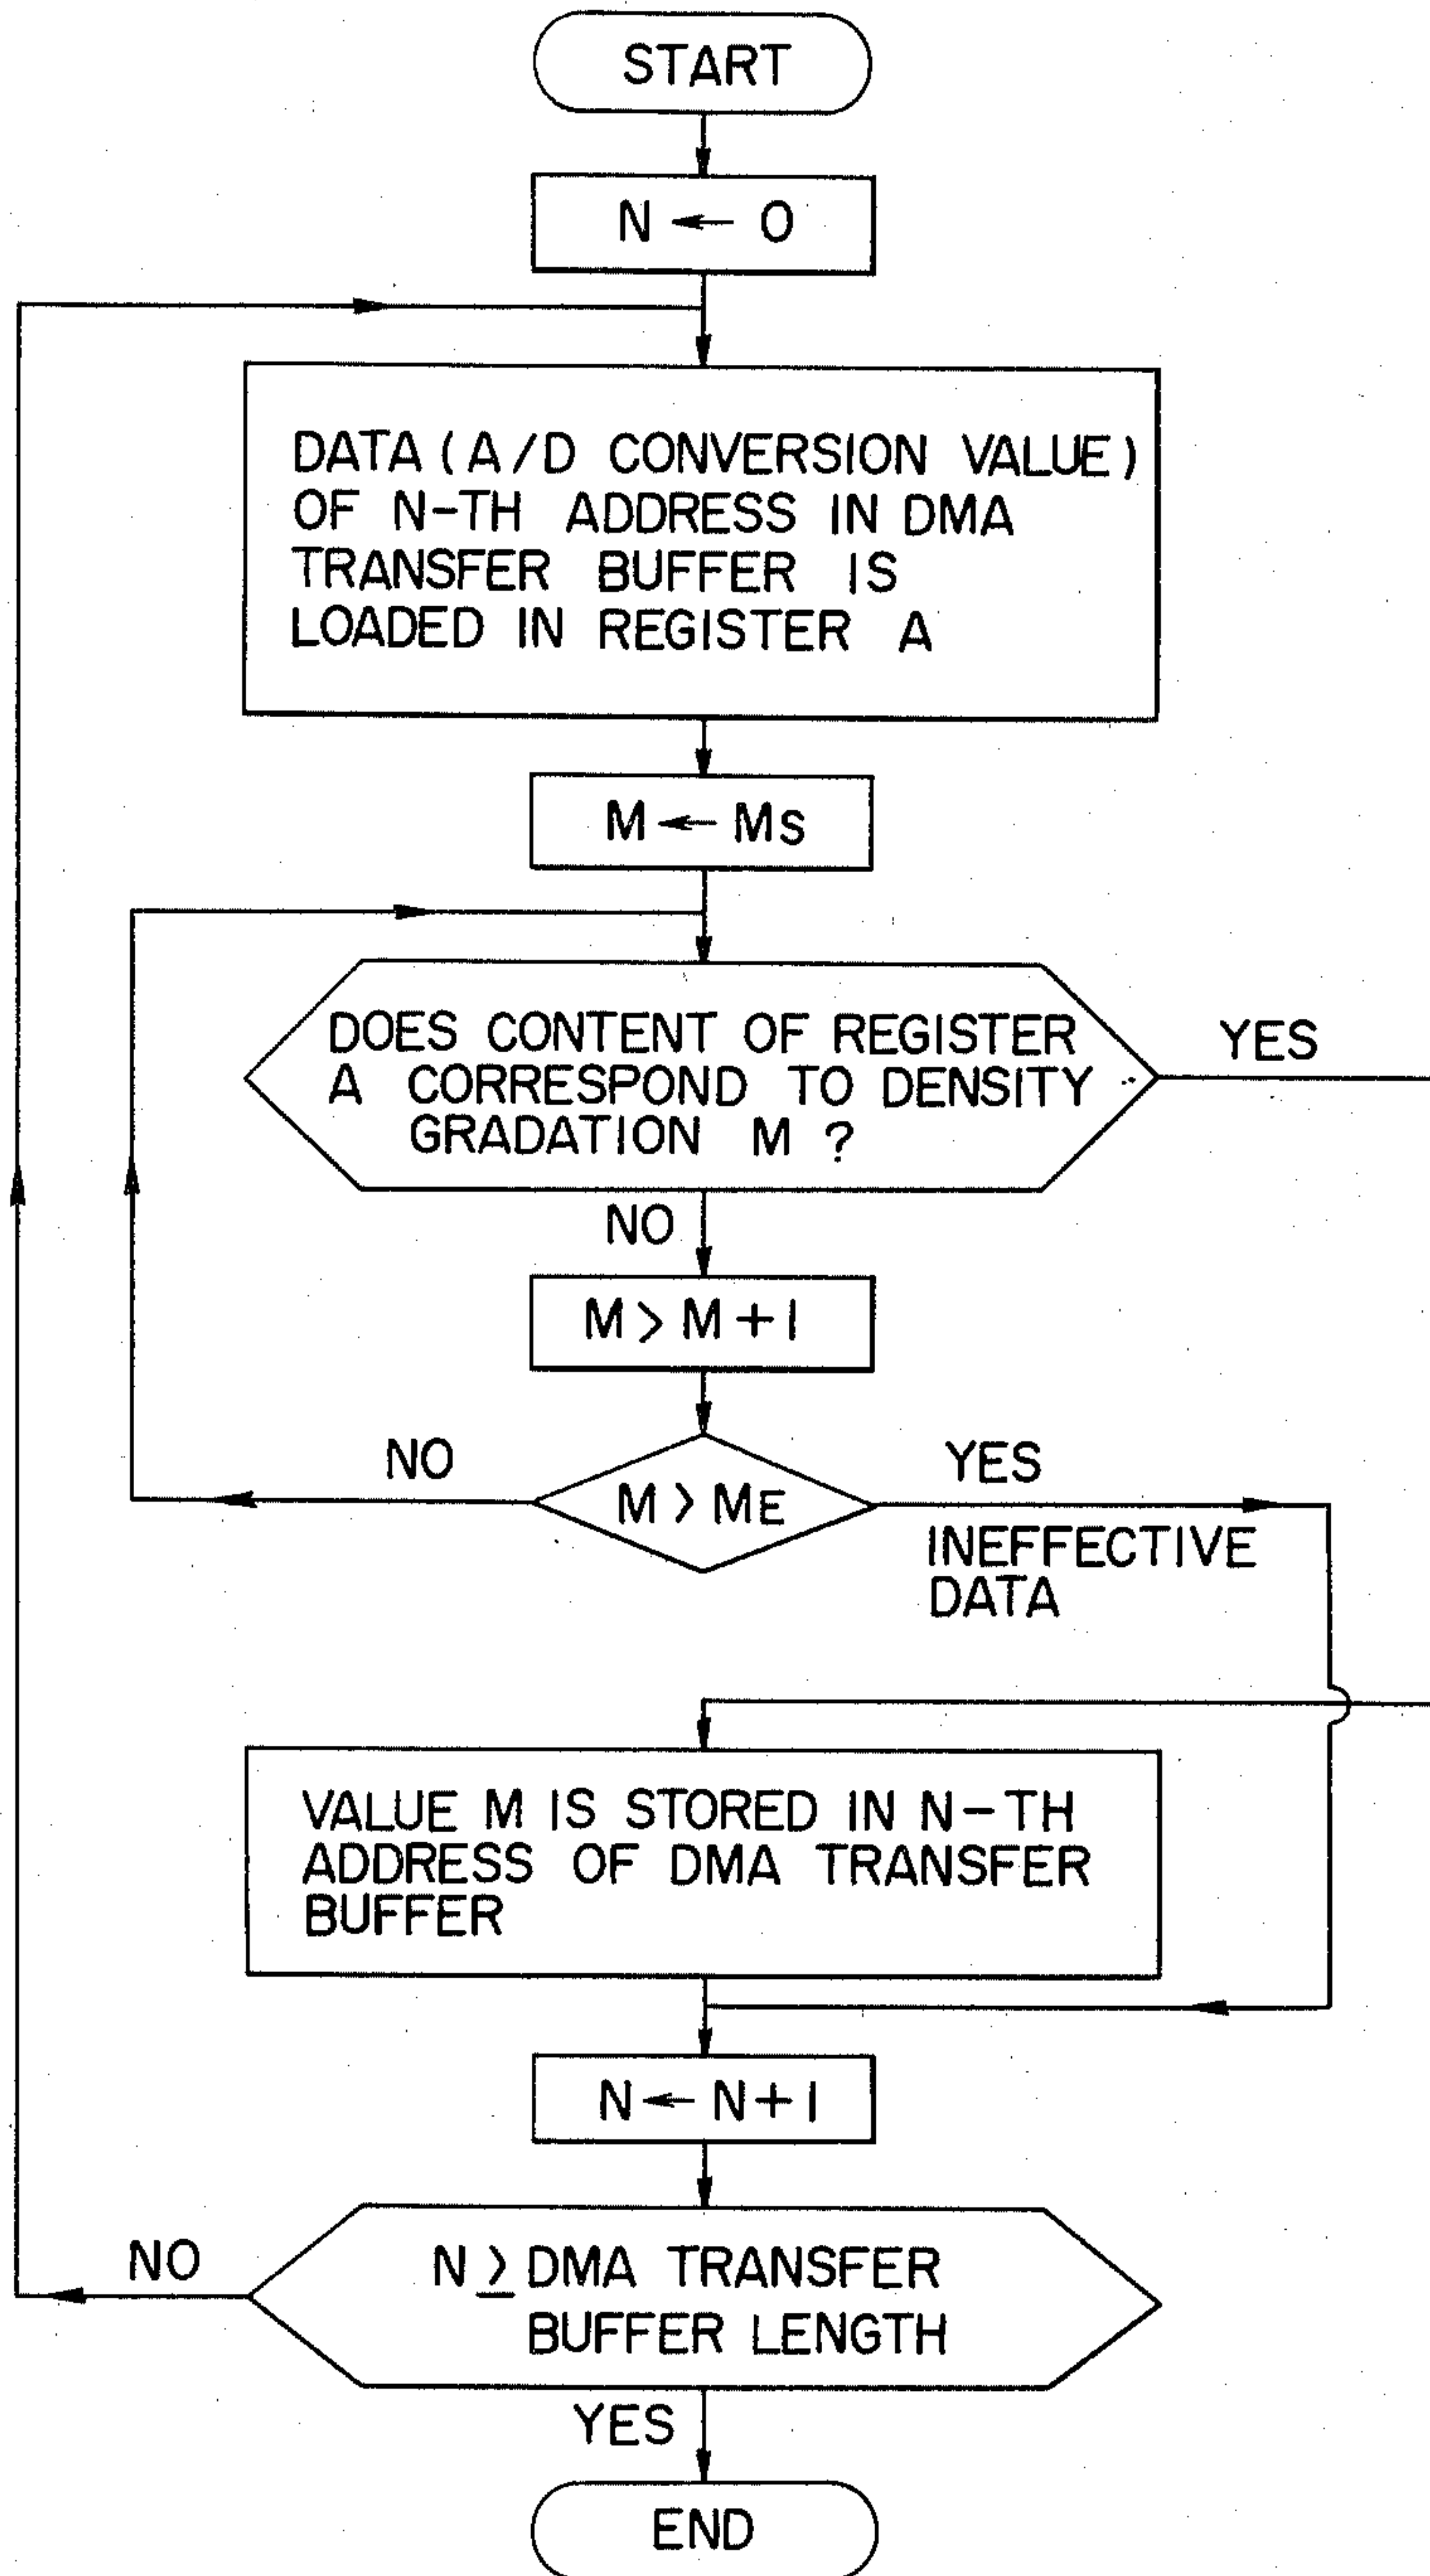 START
N ← O
DATA (A/D CONVERSION VALUE)
OF N-TH ADDRESS IN DMA
TRANSFER BUFFER IS
LOADED IN REGISTER A
M ← MS
DOES CONTENT OF REGISTER
A CORRESPOND TO DENSITY
GRADATION M ?
YES
NO
M > M + 1
NO
M > ME
YES
INEFFECTIVE
DATA
VALUE M IS STORED IN N-TH
ADDRESS OF DMA TRANSFER
BUFFER
N ← N + 1
NO
N ≥ DMA TRANSFER
BUFFER LENGTH
YES
END